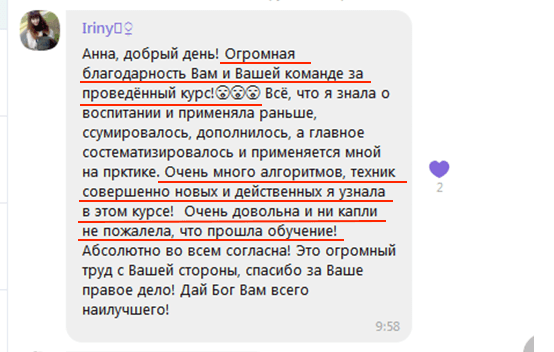 Iriny
Анна, добрый день! Огромная
благодарность Вам и Вашей команде за
проведённый курс!😲😲😲 Всё, что я знала о
воспитании и применяла раньше,
ссумировалось, дополнилось, а главное
состематизировалось и применяется мной
на прктике. Очень много алгоритмов, техник
совершенно новых и действенных я узнала
в этом курсе! Очень довольна и ни капли
не пожалела, что прошла обучение!
Абсолютно во всем согласна! Это огромный
труд с Вашей стороны, спасибо за Ваше
правое дело! Дай Бог Вам всего
наилучшего!
2
9:58